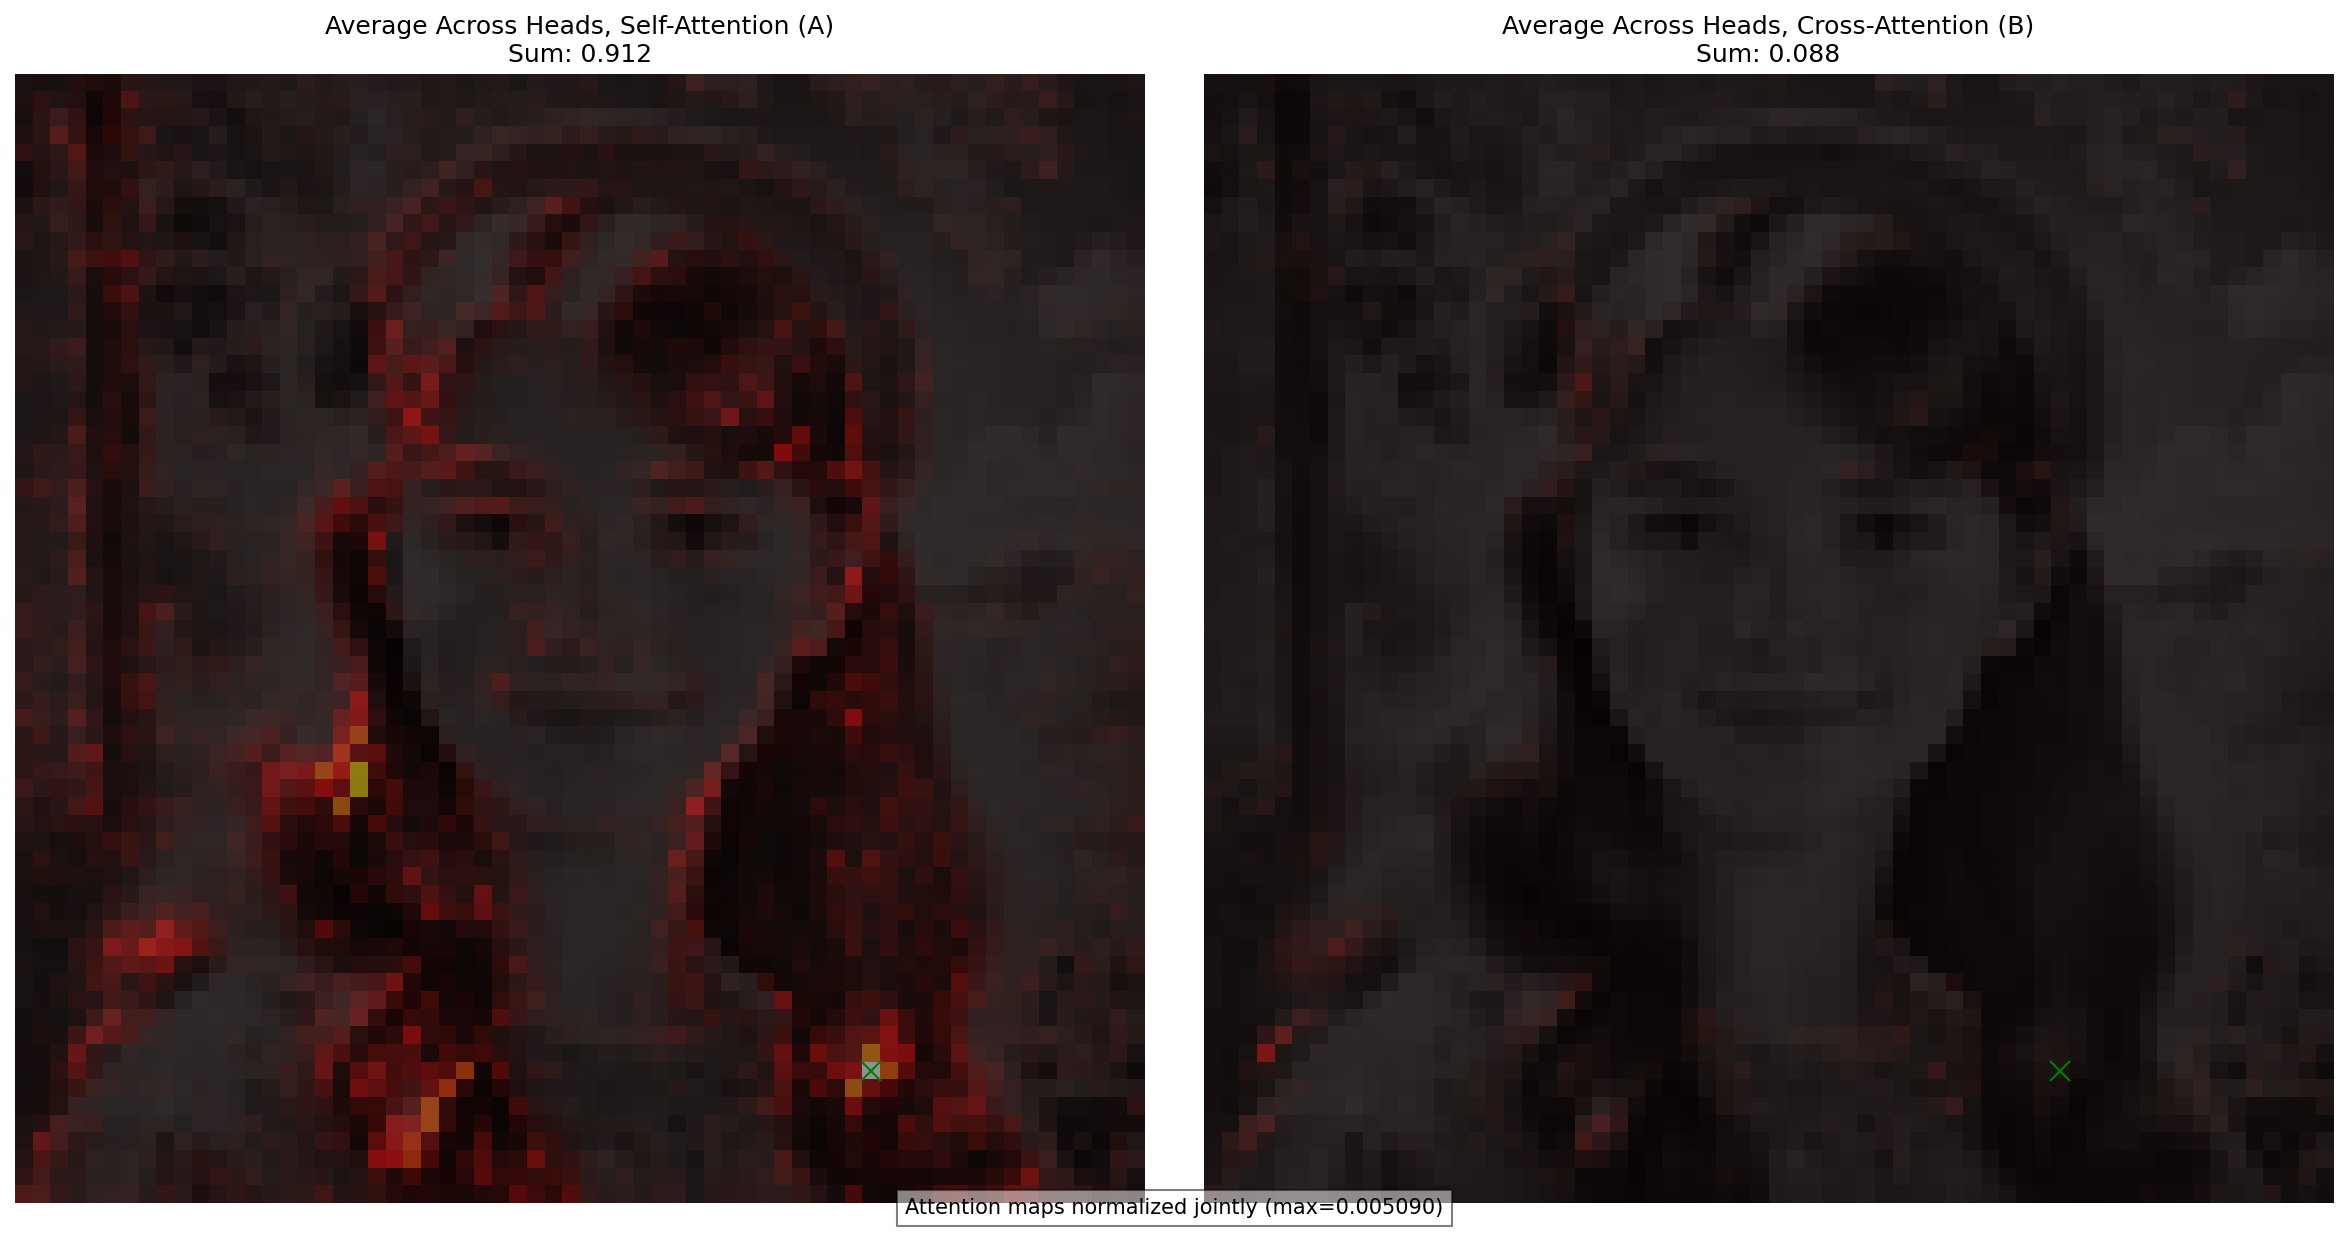 Average Across Heads, Self-Attention (A)
Sum: 0.912
Average Across Heads, Cross-Attention (B)
Sum: 0.088
Attention maps normalized jointly (max=0.005090)